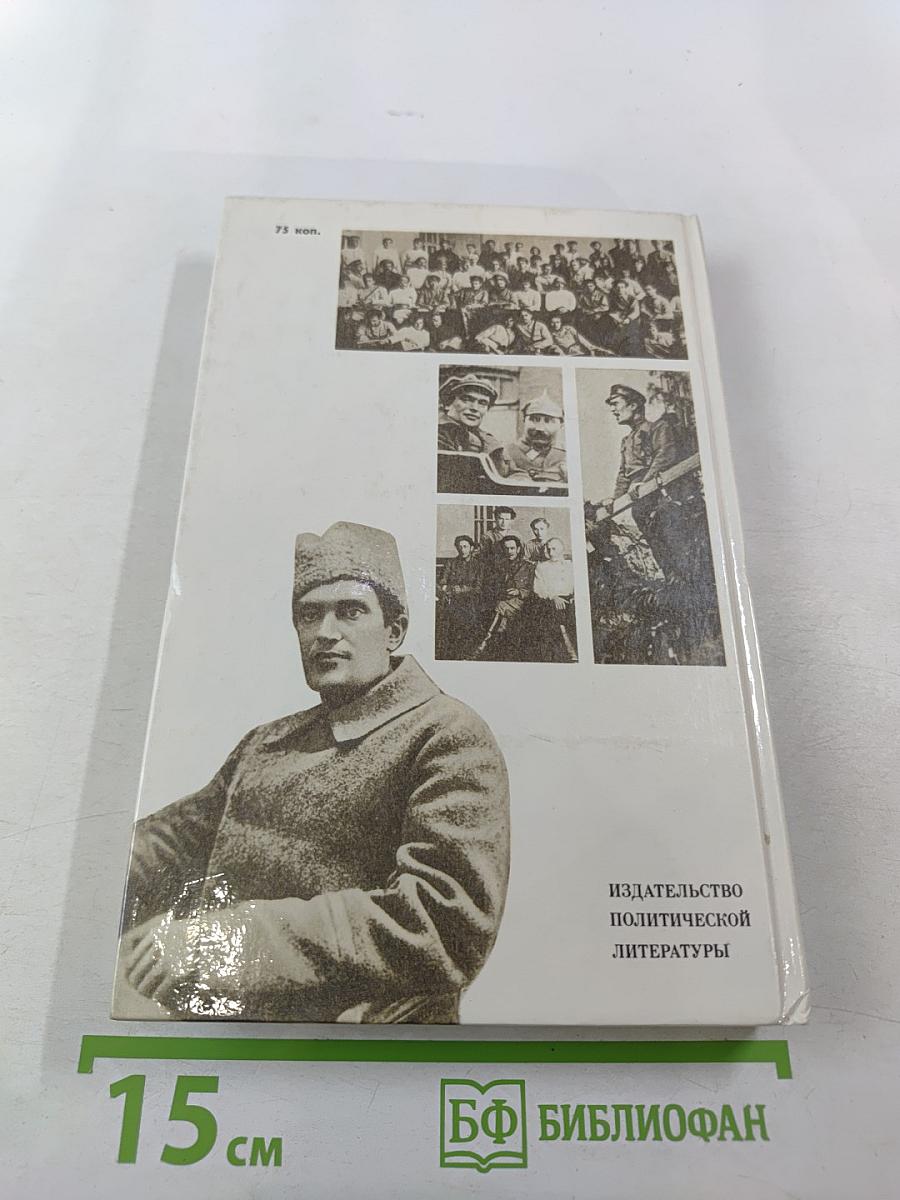 75 коп.
ИЗДАТЕЛЬСТВО
ПОЛИТИЧЕСКОЙ
ЛИТЕРАТУРЫ
15 см
БФ БИБЛИОФАН